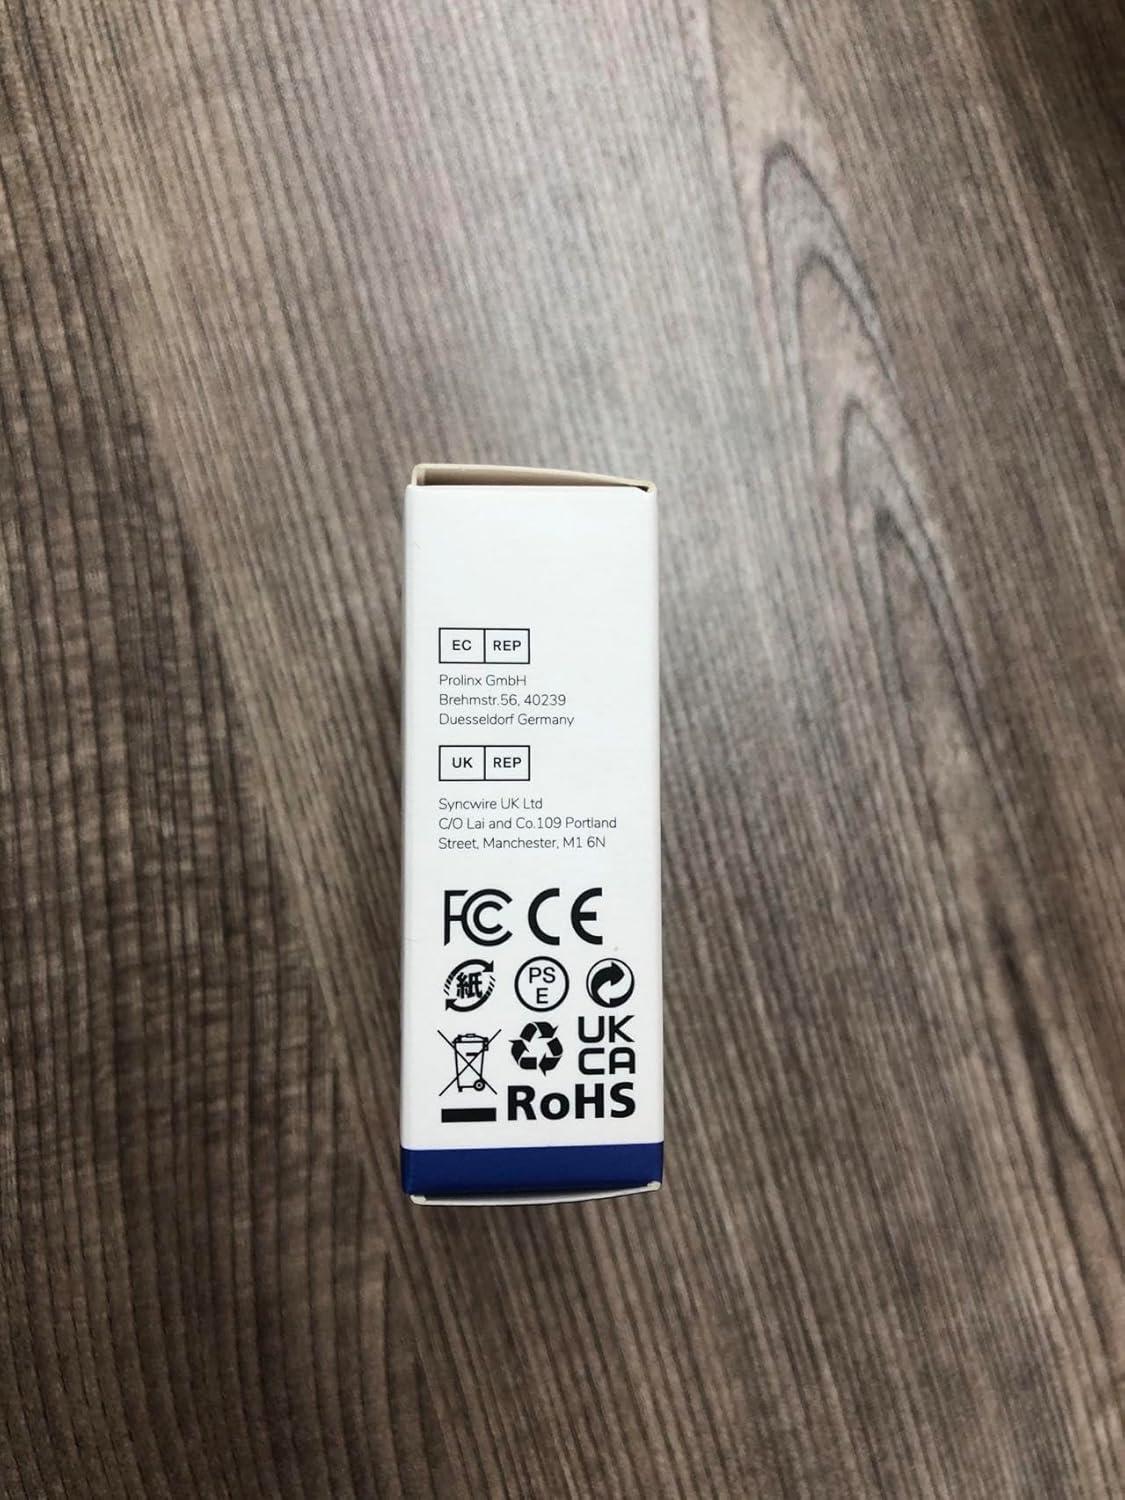 EC REP
Prolinx GmbH
Brehmstr.56, 40239
Duesseldorf Germany
UK REP
Syncwire UK Ltd
C/O Lai and Co.109 Portland
Street, Manchester, M1 6N
FC CE
紙 PS E
UK
CA
RoHS